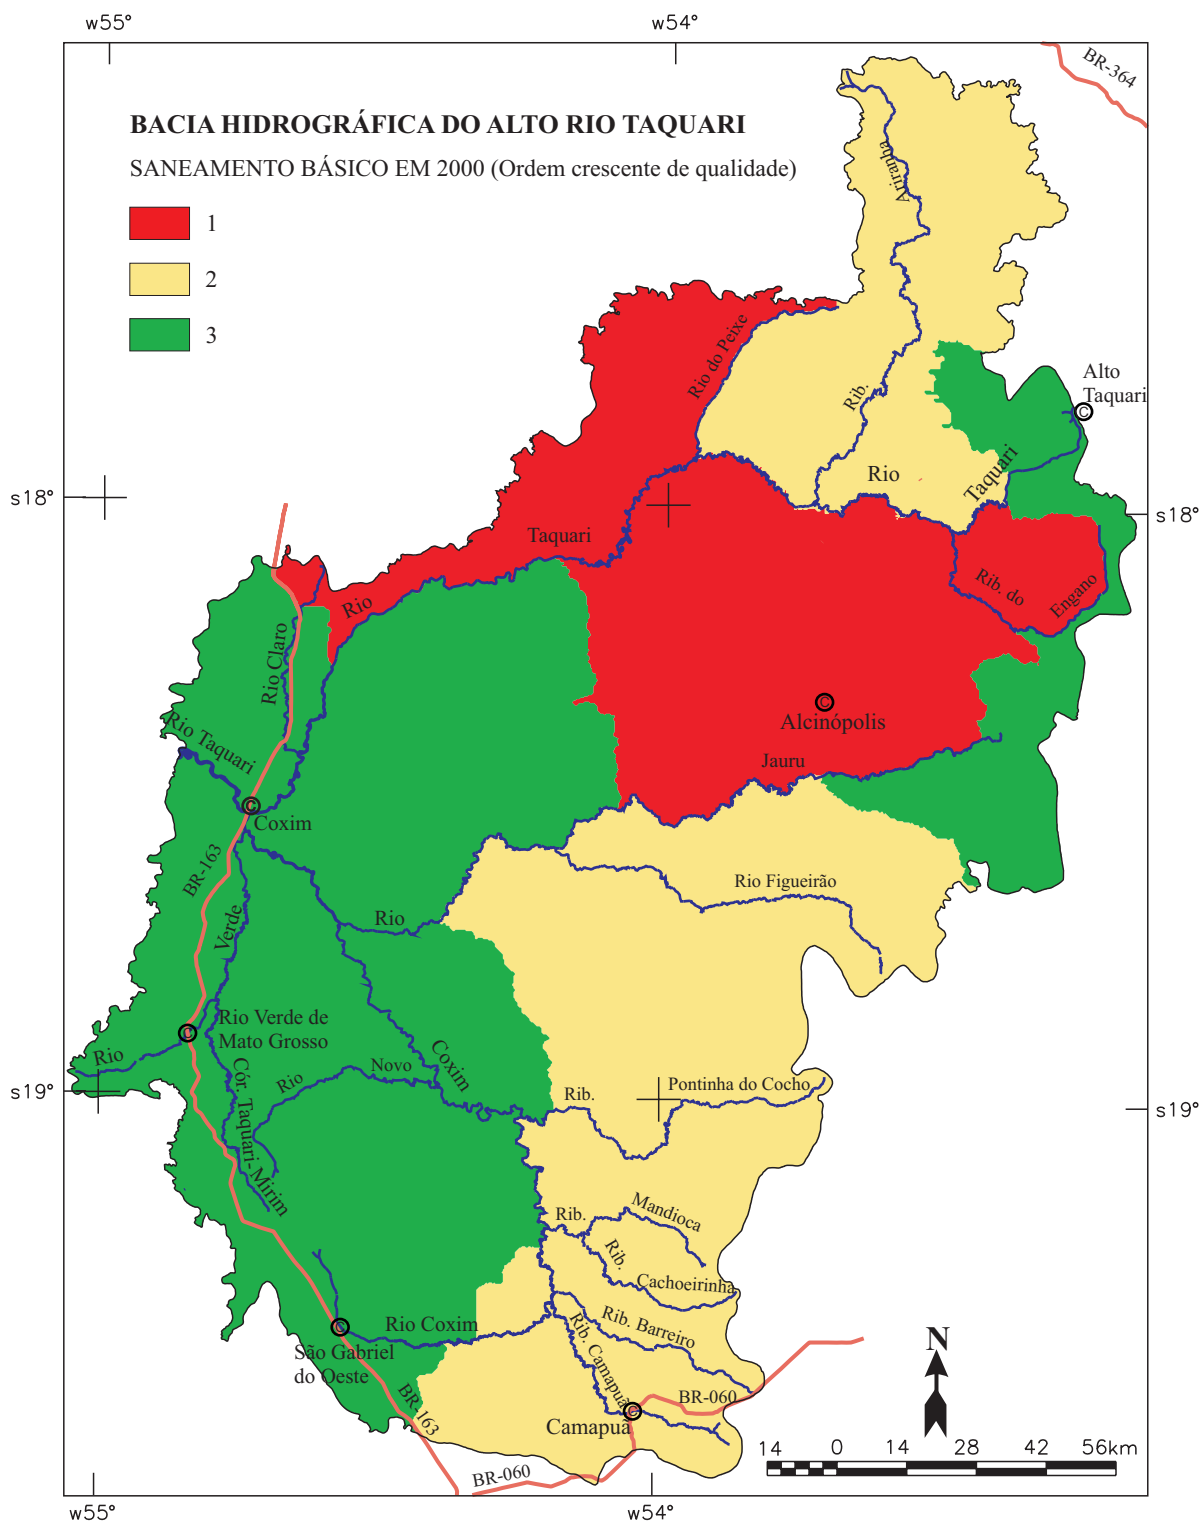 w55°
w54°
BR-364
BACIA HIDROGRÁFICA DO ALTO RIO TAQUARI
SANEAMENTO BÁSICO EM 2000 (Ordem crescente de qualidade)
1
2
3
Ariranha
Rib.
Rio do Peixe
Alto
Taquari
Rio
Taquari
s18°
s18°
Taquari
Rio
Rib. do
Engano
Rio Claro
Rio Taquari
Alcinópolis
Jauru
Coxim
BR-163
Verde
Rio
Rio Figueirão
Rio Verde de
Mato Grosso
Rio
Cór. Taquari-Mirim
Rio
Novo
Coxim
Rib.
Pontinha do Cocho
s19°
s19°
Rib.
Mandioca
Rib.
Cachoeirinha
Rio Coxim
Rib. Barreiro
Rib. Camapuã
São Gabriel
do Oeste
BR-163
BR-060
Camapuã
BR-060
N
14 0 14 28 42 56km
w55°
w54°